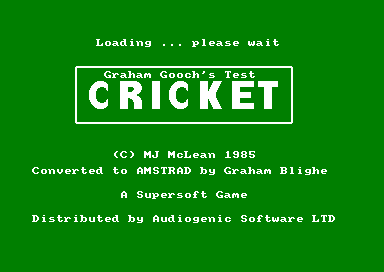 Loading ... please wait
Graham Gooch's Test
CRICKET
(C) MJ McLean 1985
Converted to AMSTRAD by Graham Blighe
A Supersoft Game
Distributed by Audiogenic Software LTD